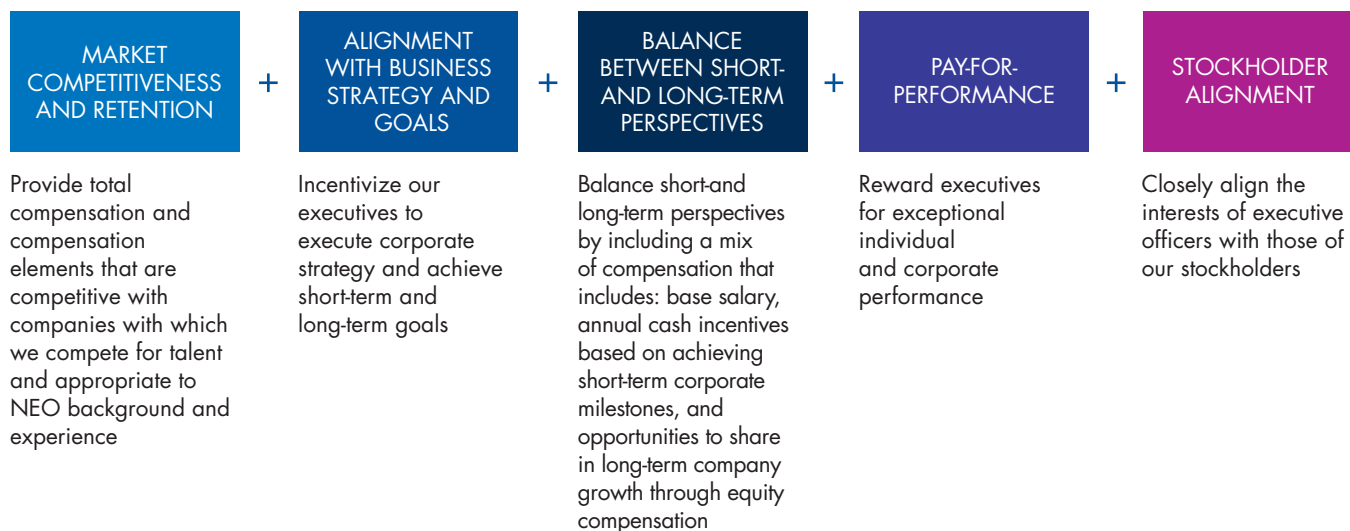 MARKET
COMPETITIVENESS
AND RETENTION
+
ALIGNMENT
WITH BUSINESS
STRATEGY AND
GOALS
+
BALANCE
BETWEEN SHORT-
AND LONG-TERM
PERSPECTIVES
+
PAY-FOR-
PERFORMANCE
+
STOCKHOLDER
ALIGNMENT
Provide total
compensation and
compensation
elements that are
competitive with
companies with which
we compete for talent
and appropriate to
NEO background and
experience
Incentivize our
executives to
execute corporate
strategy and achieve
short-term and
long-term goals
Balance short-and
long-term perspectives
by including a mix
of compensation that
includes: base salary,
annual cash incentives
based on achieving
short-term corporate
milestones, and
opportunities to share
in long-term company
growth through equity
compensation
Reward executives
for exceptional
individual
and corporate
performance
Closely align the
interests of executive
officers with those of
our stockholders